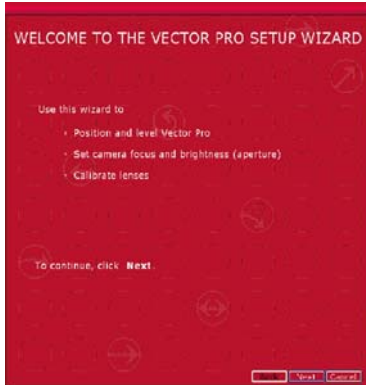 WELCOME TO THE VECTOR PRO SETUP WIZARD
Use this wizard to
• Position and level Vector Pro
• Set camera focus and brightness (aperture)
• Calibrate lenses
To continue, click Next.
Next Cancel